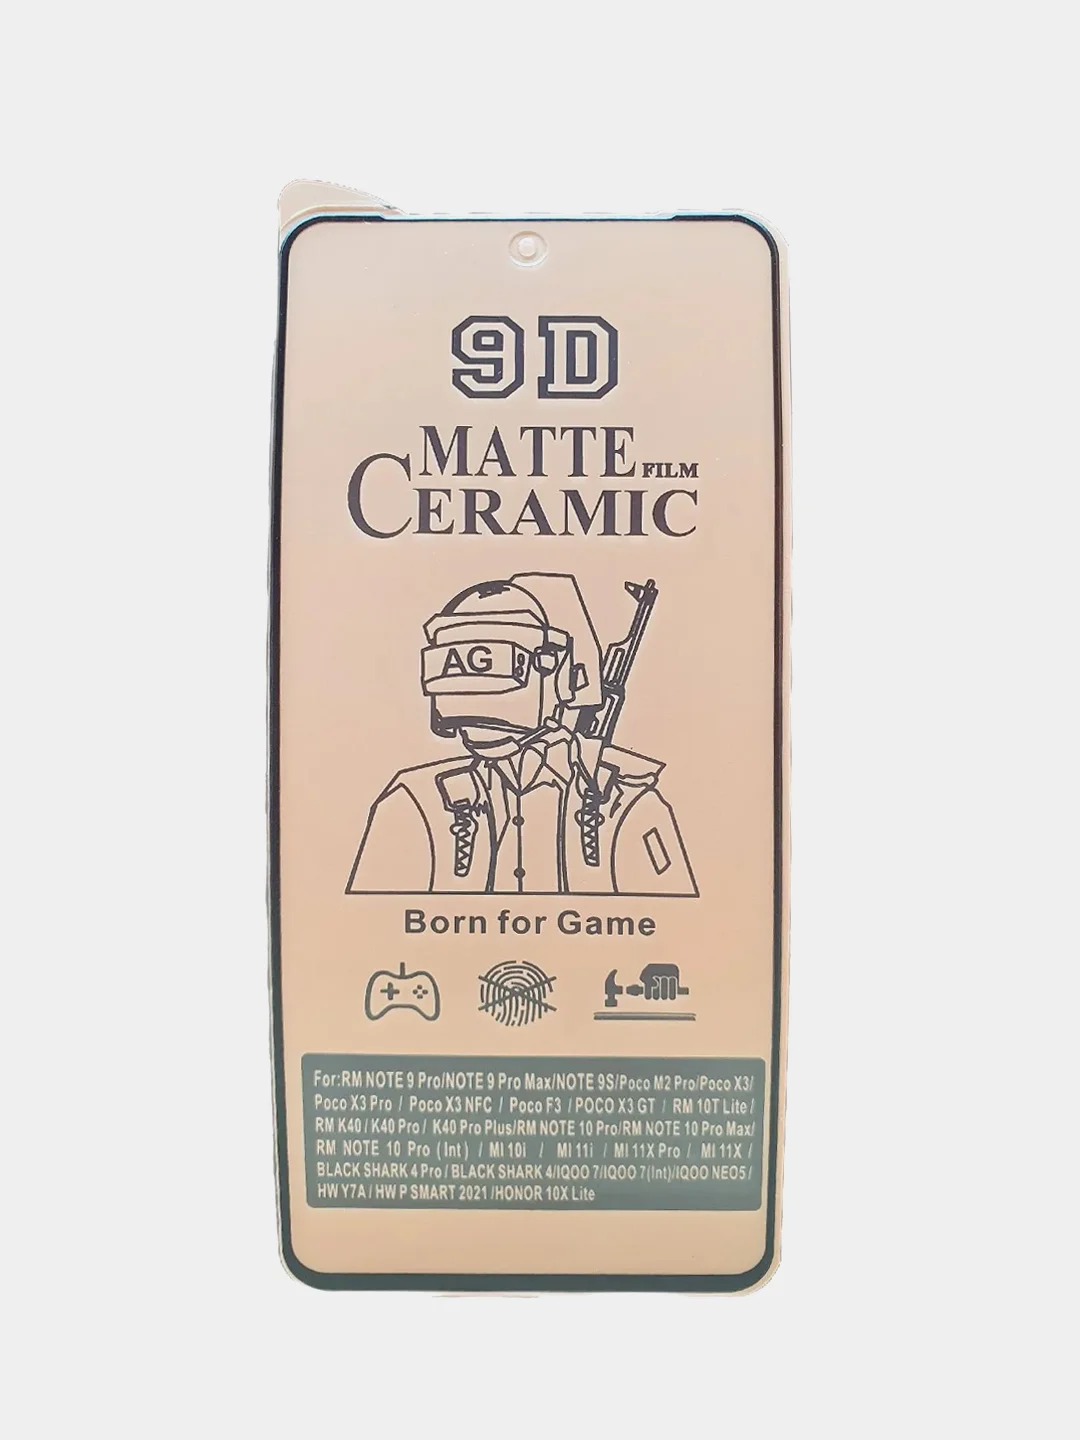 9D
MATTE FILM
CERAMIC
AG
Born for Game
For:RM NOTE 9 Pro/NOTE 9 Pro Max/NOTE 9S/Poco M2 Pro/Poco X3/
Poco X3 Pro / Poco X3 NFC / Poco F3 / POCO X3 GT / RM 10T Lite /
RM K40 / K40 Pro / K40 Pro Plus/RM NOTE 10 Pro/RM NOTE 10 Pro Max/
RM NOTE 10 Pro (Int) / MI 10i / MI 11i / MI 11X Pro / MI 11X /
BLACK SHARK 4 Pro / BLACK SHARK 4/IQOO 7/IQOO 7(Int)/IQOO NEO5 /
HW Y7A / HW P SMART 2021 /HONOR 10X Lite